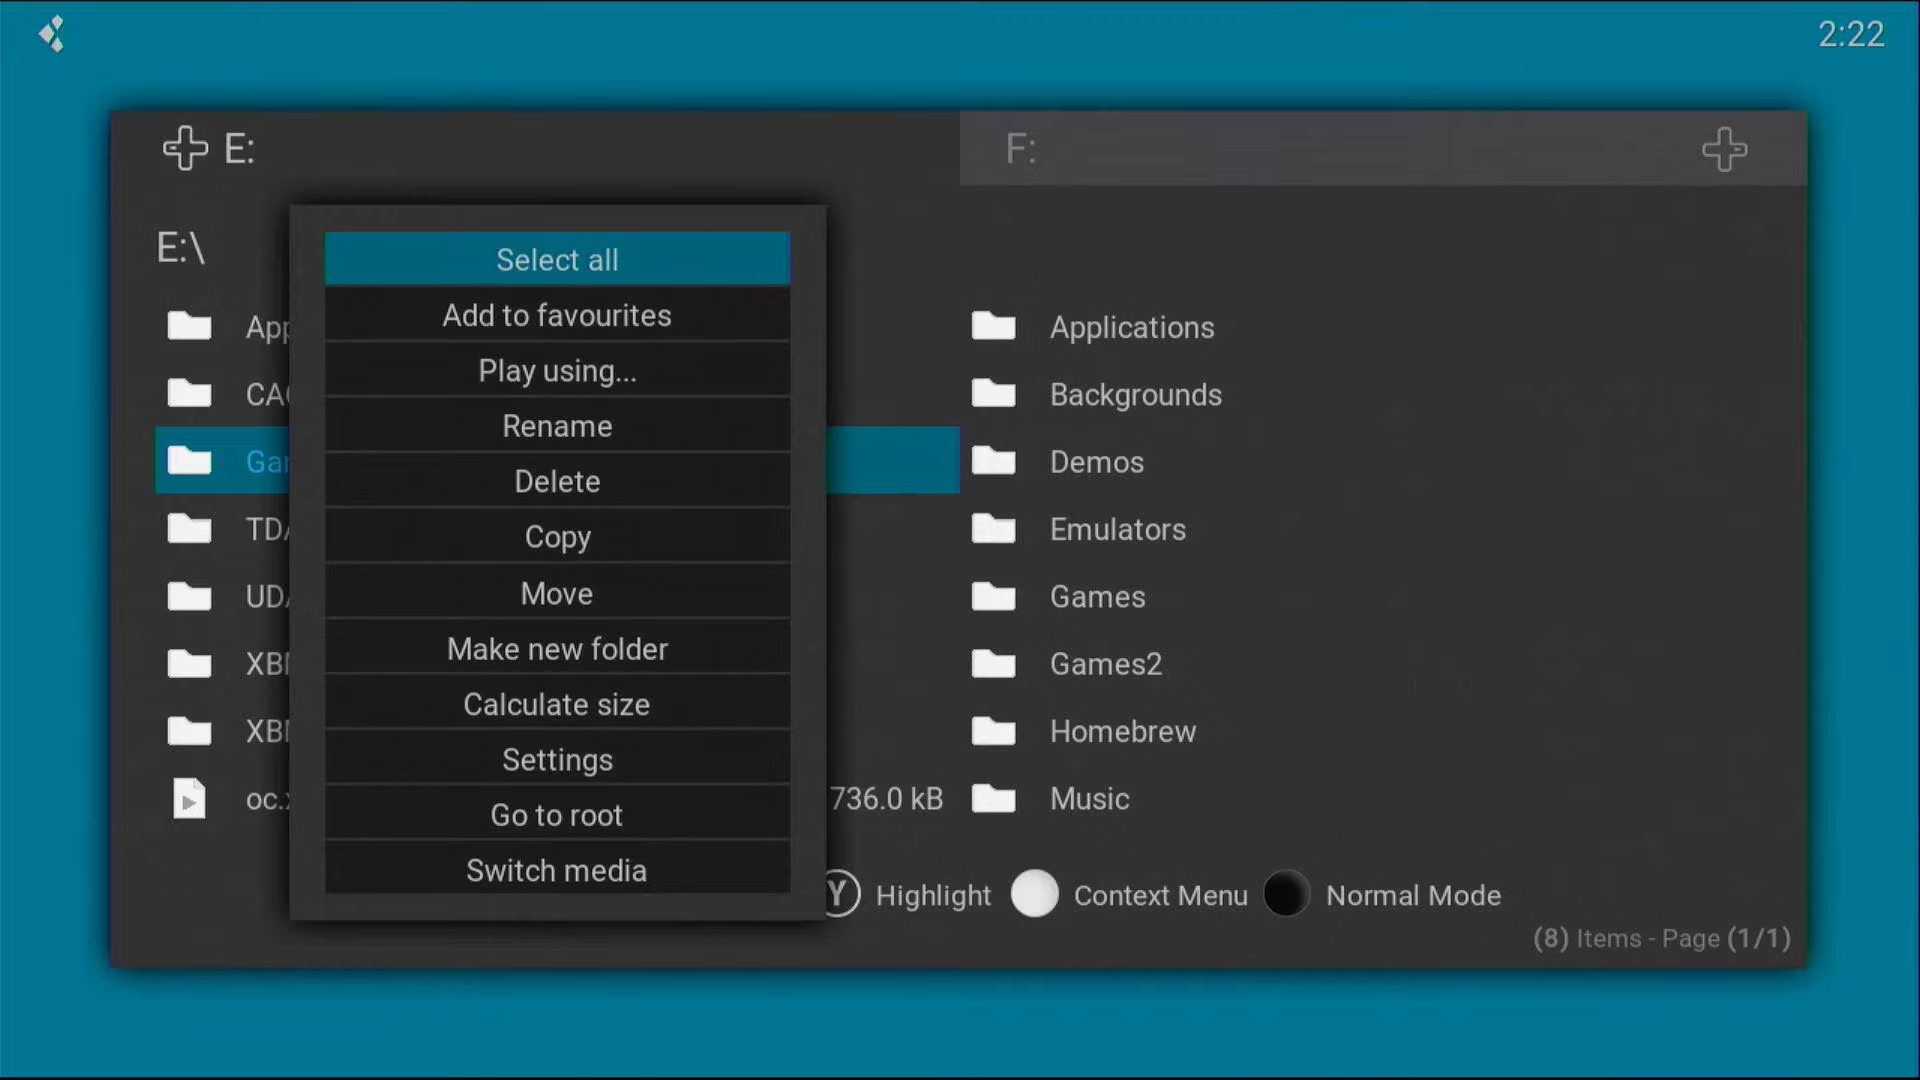 2:22
E:
F:
E:\
Select all
Add to favourites
Play using...
Rename
Delete
Copy
Move
Make new folder
Calculate size
Settings
Go to root
Switch media
736.0 kB
Applications
Backgrounds
Demos
Emulators
Games
Games2
Homebrew
Music
Y Highlight Context Menu Normal Mode
(8) Items - Page (1/1)